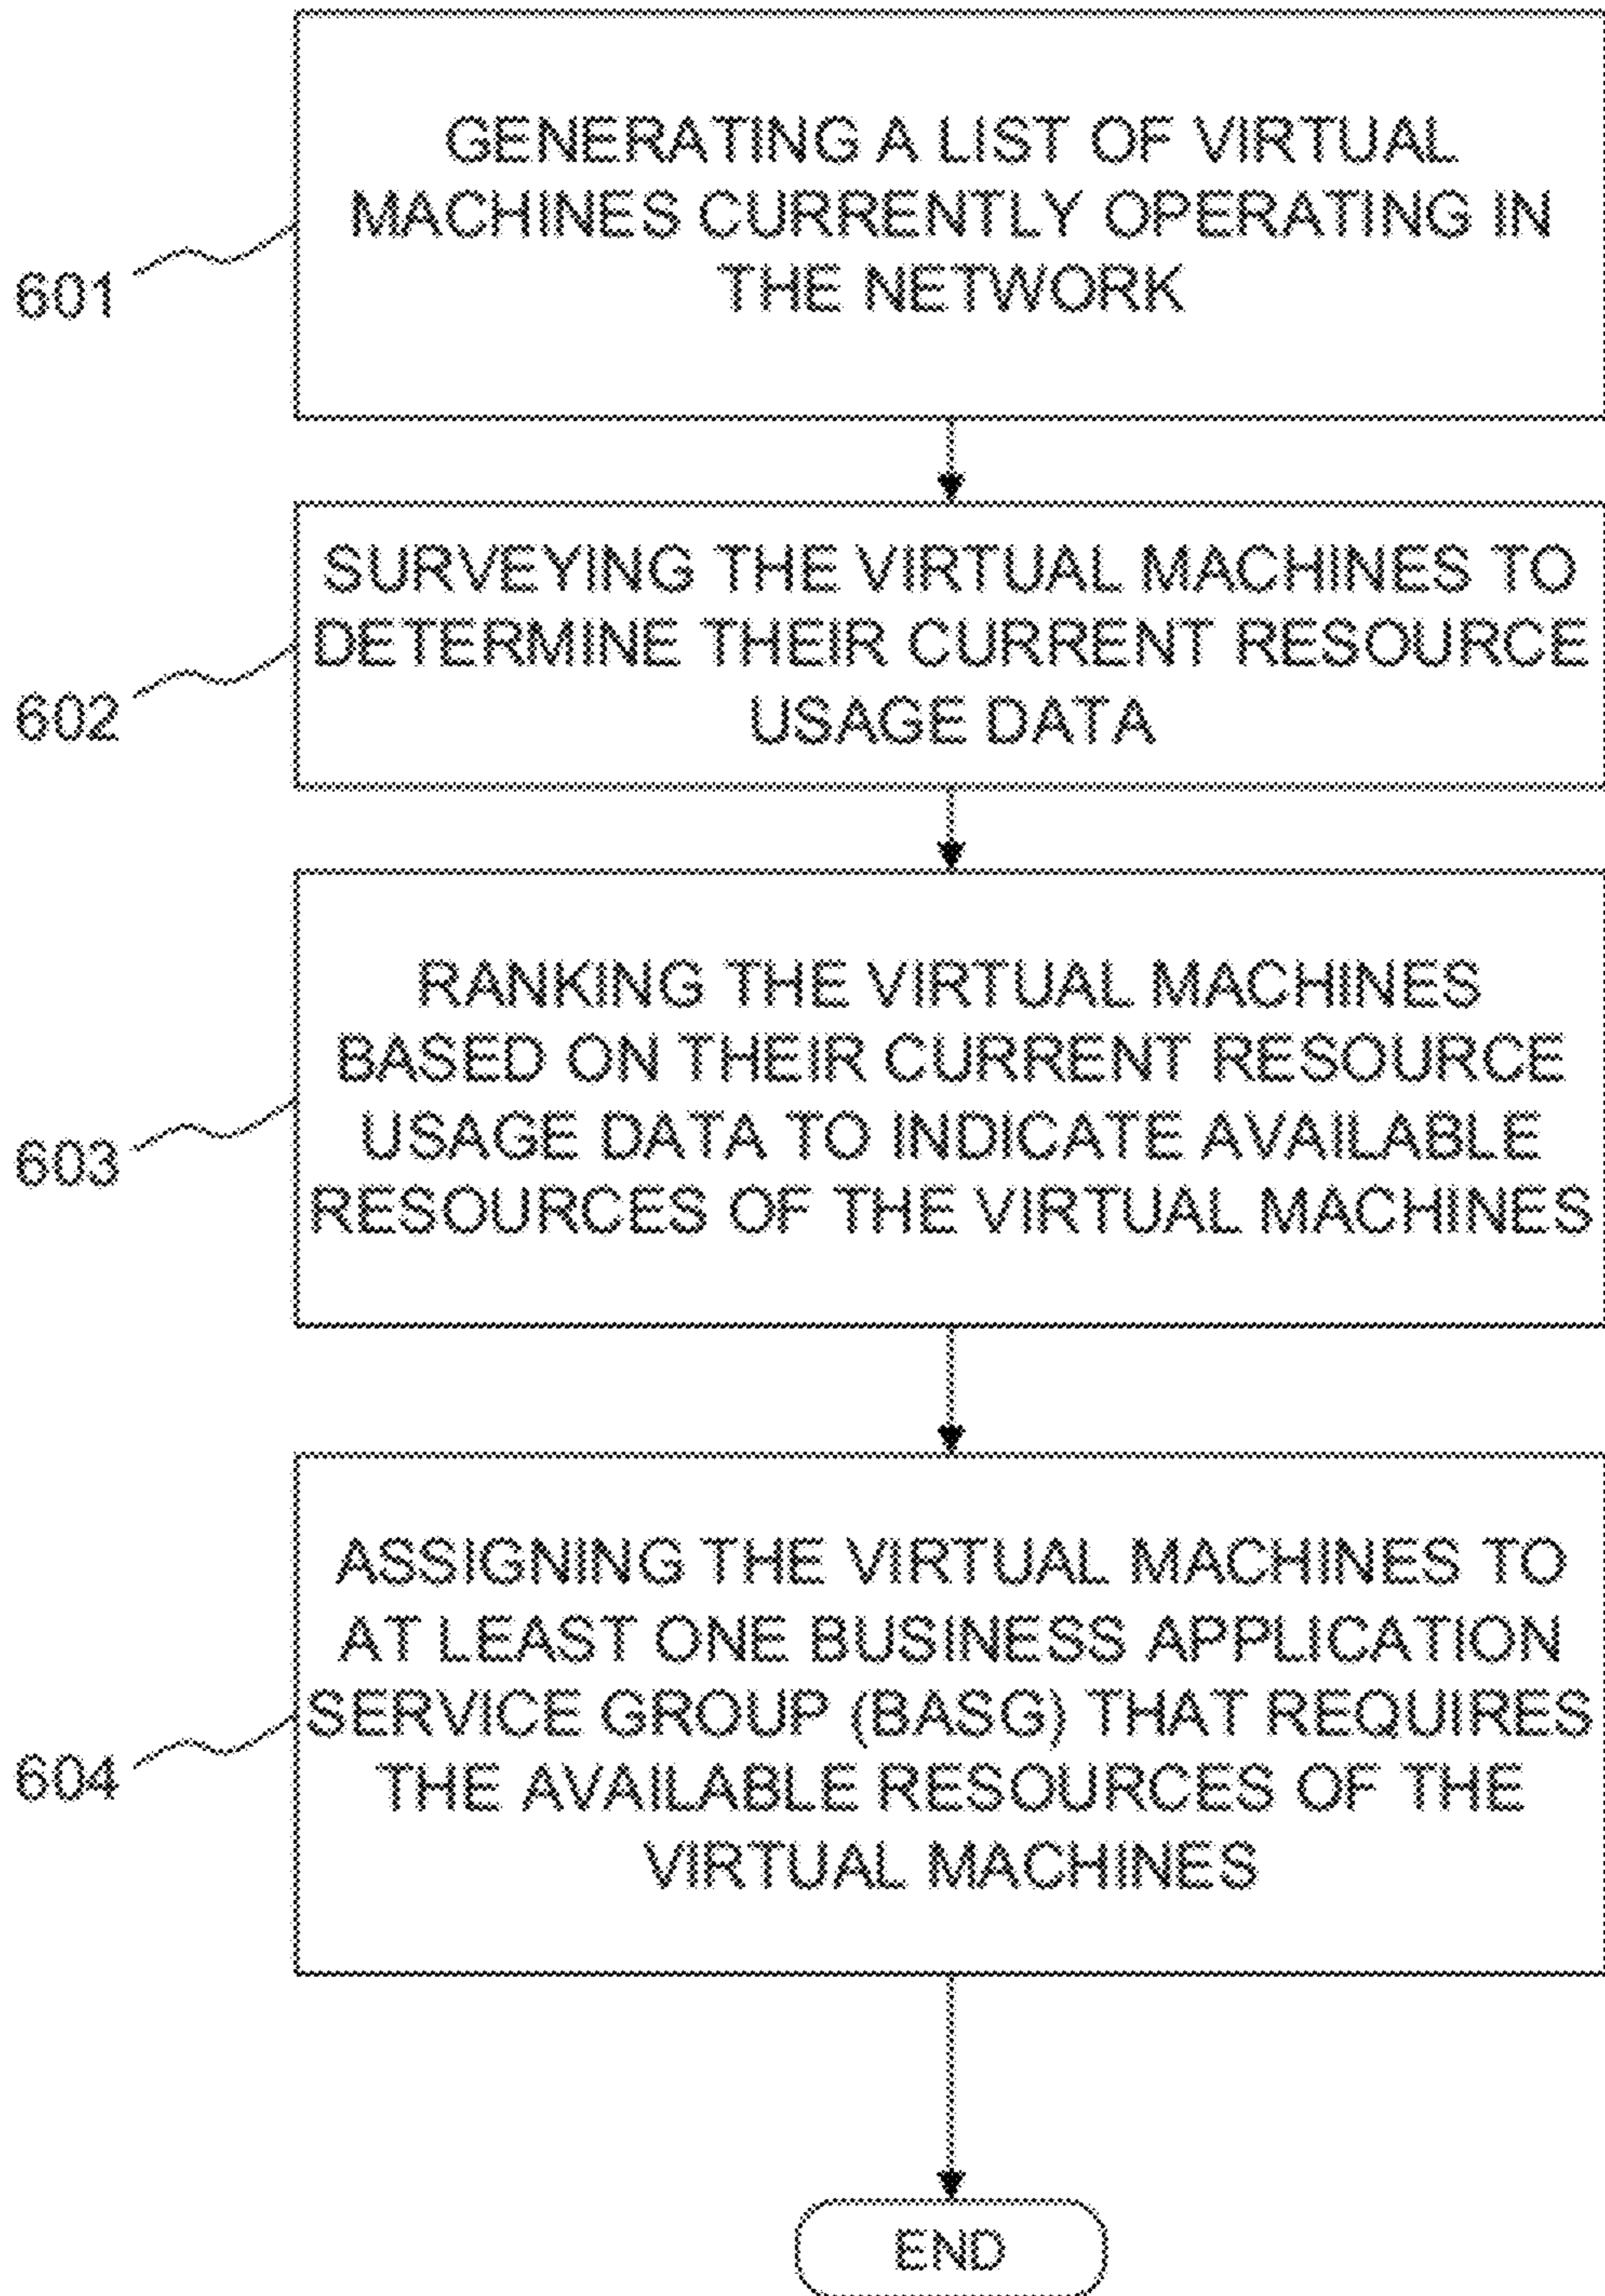 GENERATING A LIST OF VIRTUAL
MACHINES CURRENTLY OPERATING IN
THE NETWORK
601
SURVEYING THE VIRTUAL MACHINES TO
DETERMINE THEIR CURRENT RESOURCE
USAGE DATA
602
RANKING THE VIRTUAL MACHINES
BASED ON THEIR CURRENT RESOURCE
USAGE DATA TO INDICATE AVAILABLE
RESOURCES OF THE VIRTUAL MACHINES
603
ASSIGNING THE VIRTUAL MACHINES TO
AT LEAST ONE BUSINESS APPLICATION
SERVICE GROUP (BASG) THAT REQUIRES
THE AVAILABLE RESOURCES OF THE
VIRTUAL MACHINES
604
END